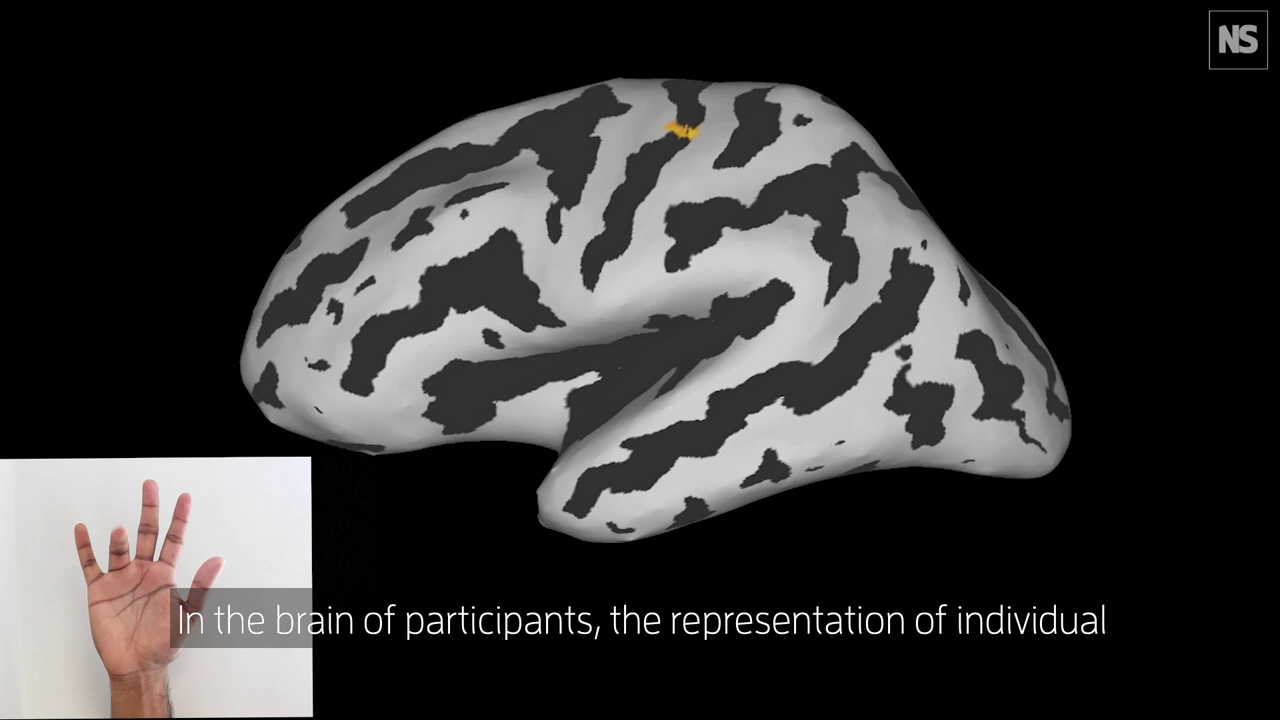 NS
In the brain of participants, the representation of individual